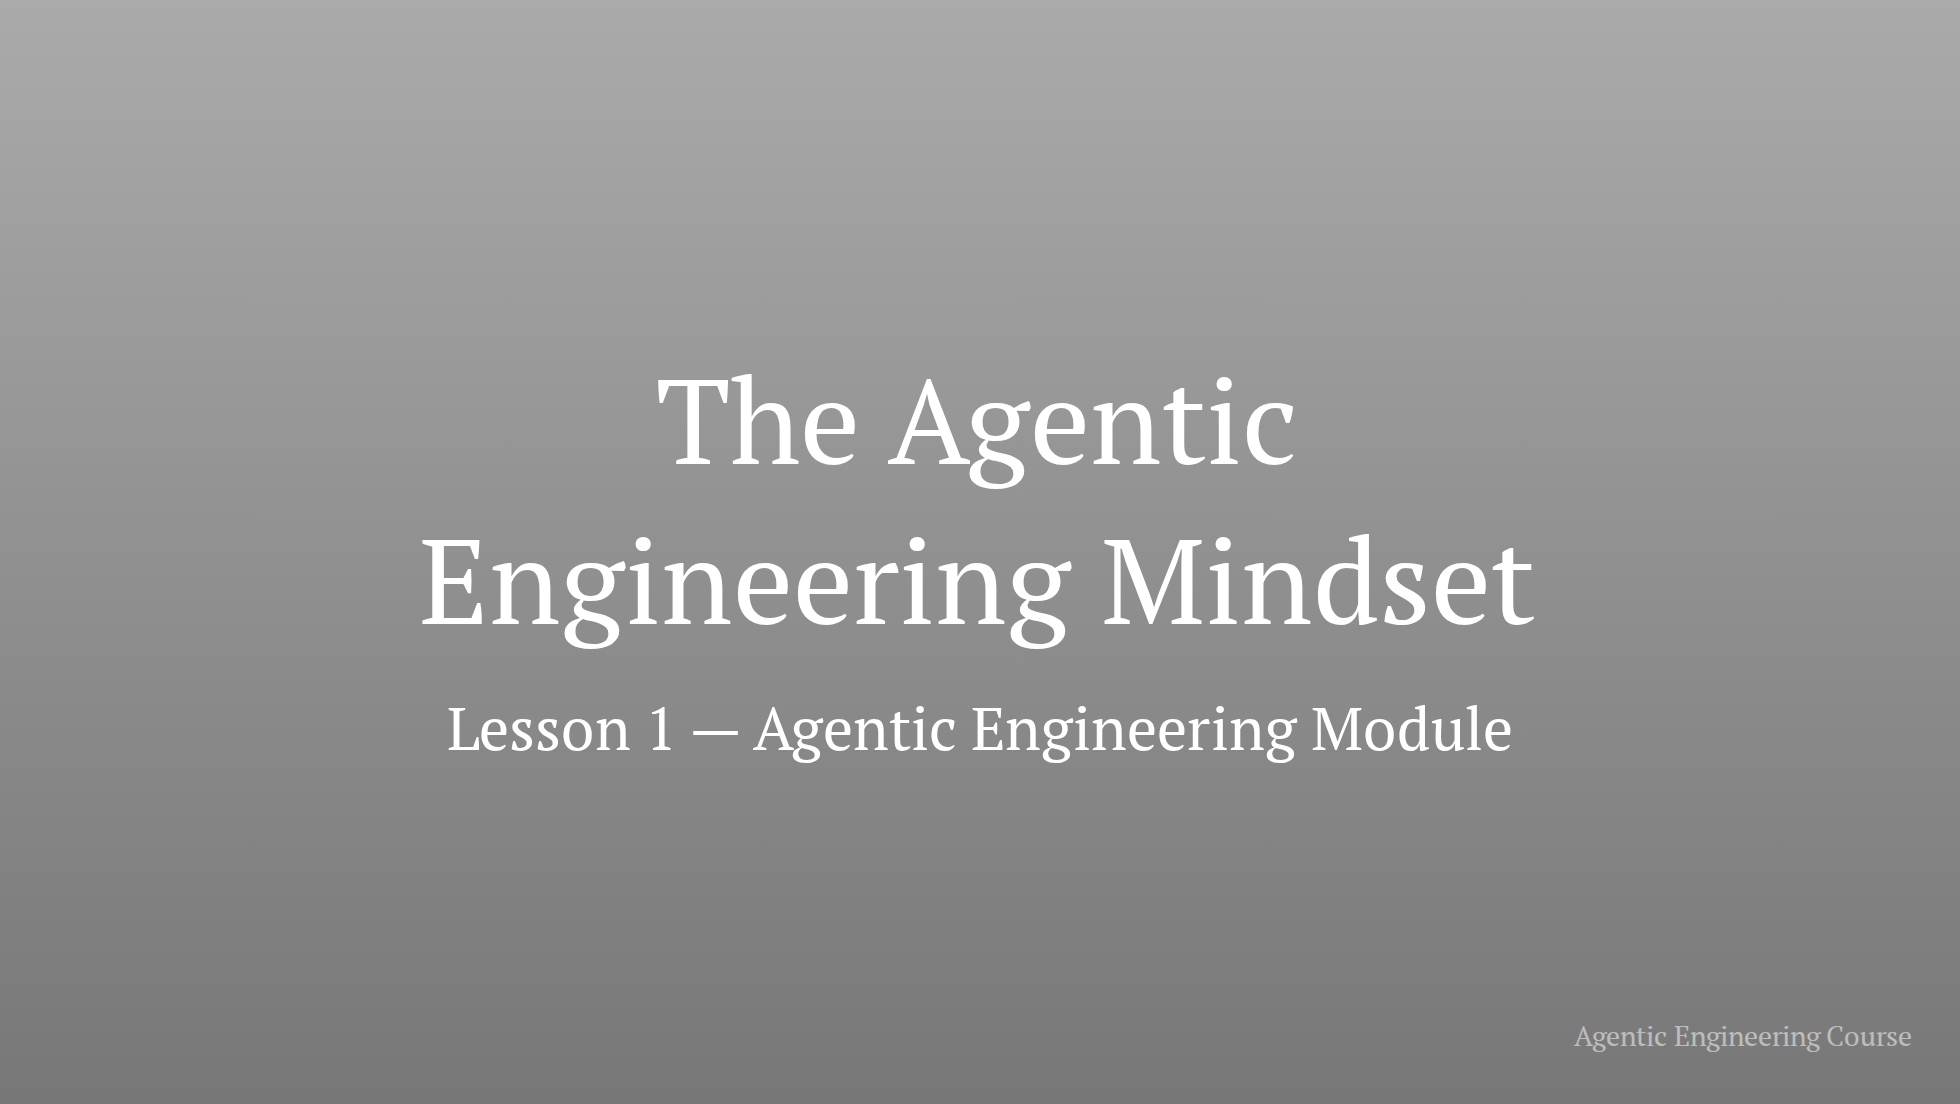 The Agentic
Engineering Mindset
Lesson 1 — Agentic Engineering Module
Agentic Engineering Course